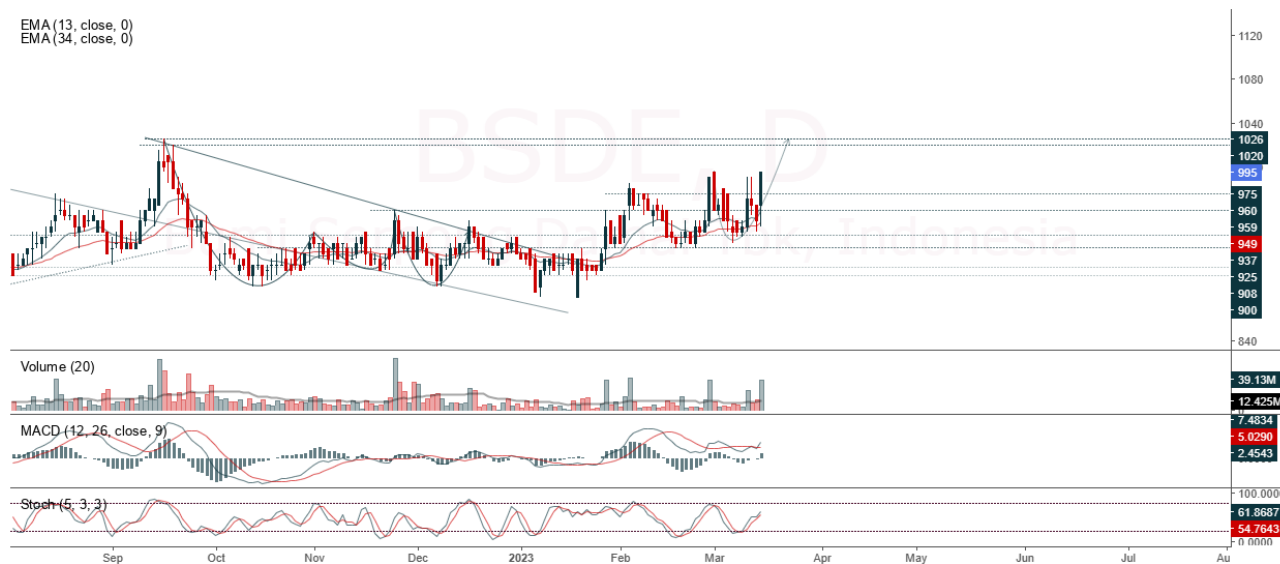 EMA (13, close, 0)
EMA (34, close, 0)
BSDE, D
1120
1080
1040
1026
1020
995
975
960
959
949
937
925
908
900
840
Volume (20)
39.13M
12.425M
MACD (12, 26, close, 9)
7.4834
5.0290
2.4543
Stoch (5, 3, 3)
100.0000
61.8687
54.7643
0.0000
Sep Oct Nov Dec 2023 Feb Mar Apr May Jun Jul Au